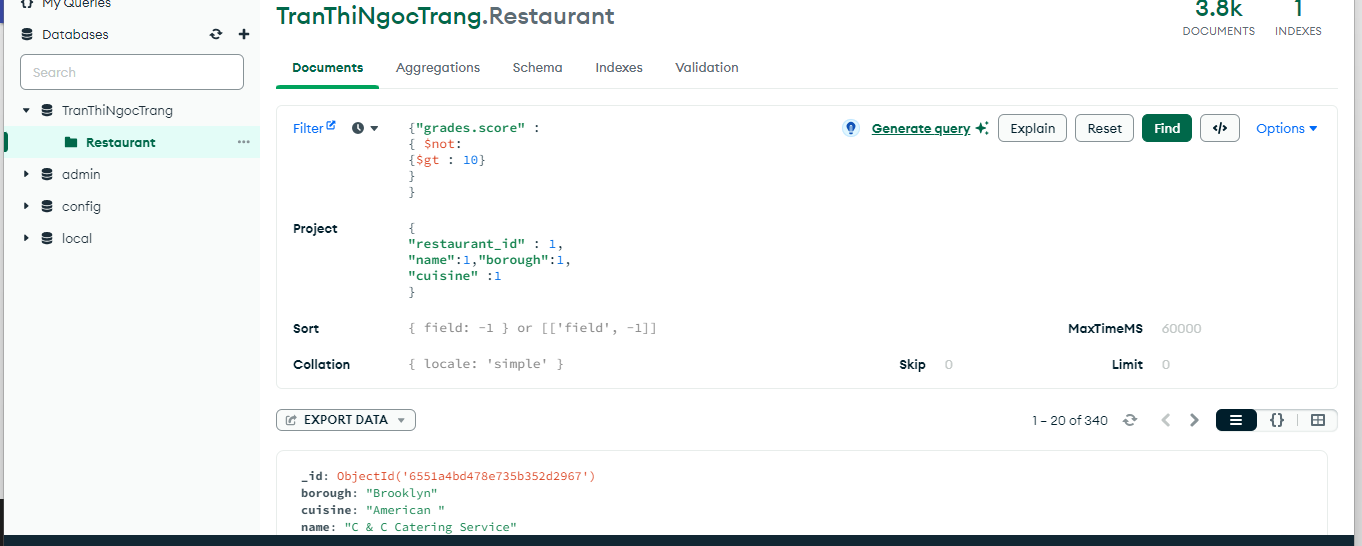 My Queries
Databases
Search
TranThiNgocTrang
Restaurant
admin
config
local
TranThiNgocTrang.Restaurant
3.8k
DOCUMENTS
1
INDEXES
Documents
Aggregations
Schema
Indexes
Validation
Filter
{"grades.score" :
{ $not:
{$gt : 10}
}
}
Generate query
Explain
Reset
Find
</>
Options
Project
{
"restaurant_id" : 1,
"name":1,"borough":1,
"cuisine" :1
}
Sort
{ field: -1 } or [['field', -1]]
MaxTimeMS
60000
Collation
{ locale: 'simple' }
Skip
0
Limit
0
EXPORT DATA
1 – 20 of 340
{}
_id: ObjectId('6551a4bd478e735b352d2967')
borough: "Brooklyn"
cuisine: "American "
name: "C & C Catering Service"